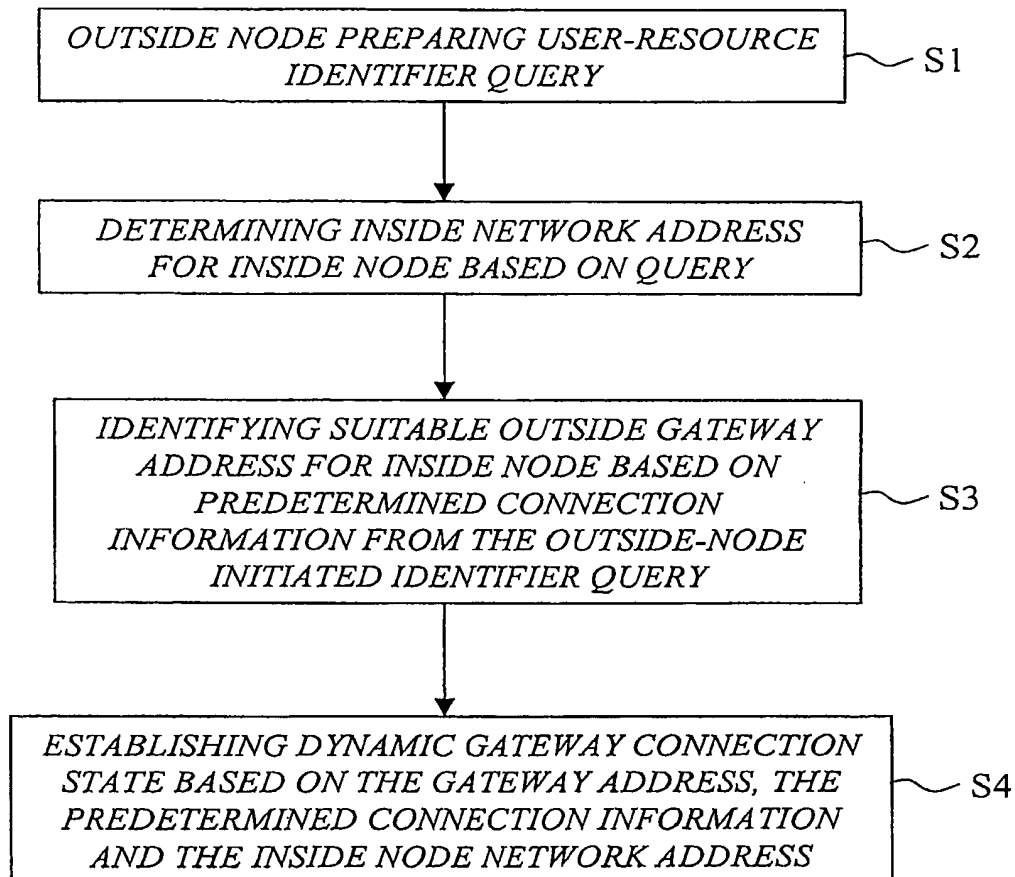 OUTSIDE NODE PREPARING USER-RESOURCE
IDENTIFIER QUERY
S1
DETERMINING INSIDE NETWORK ADDRESS
FOR INSIDE NODE BASED ON QUERY
S2
IDENTIFYING SUITABLE OUTSIDE GATEWAY
ADDRESS FOR INSIDE NODE BASED ON
PREDETERMINED CONNECTION
INFORMATION FROM THE OUTSIDE-NODE
INITIATED IDENTIFIER QUERY
S3
ESTABLISHING DYNAMIC GATEWAY CONNECTION
STATE BASED ON THE GATEWAY ADDRESS, THE
PREDETERMINED CONNECTION INFORMATION
AND THE INSIDE NODE NETWORK ADDRESS
S4